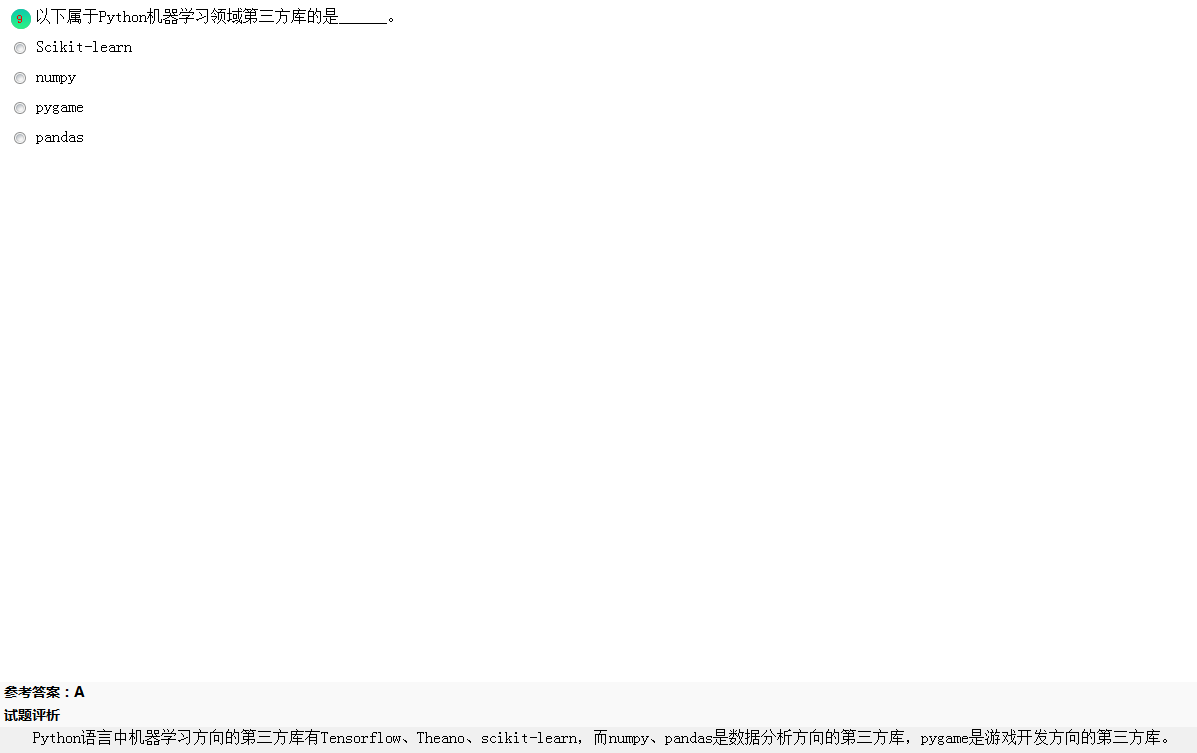 9 以下属于Python机器学习领域第三方库的是______。
Scikit-learn
numpy
pygame
pandas
参考答案：A
试题评析
Python语言中机器学习方向的第三方库有Tensorflow、Theano、scikit-learn，而numpy、pandas是数据分析方向的第三方库，pygame是游戏开发方向的第三方库。